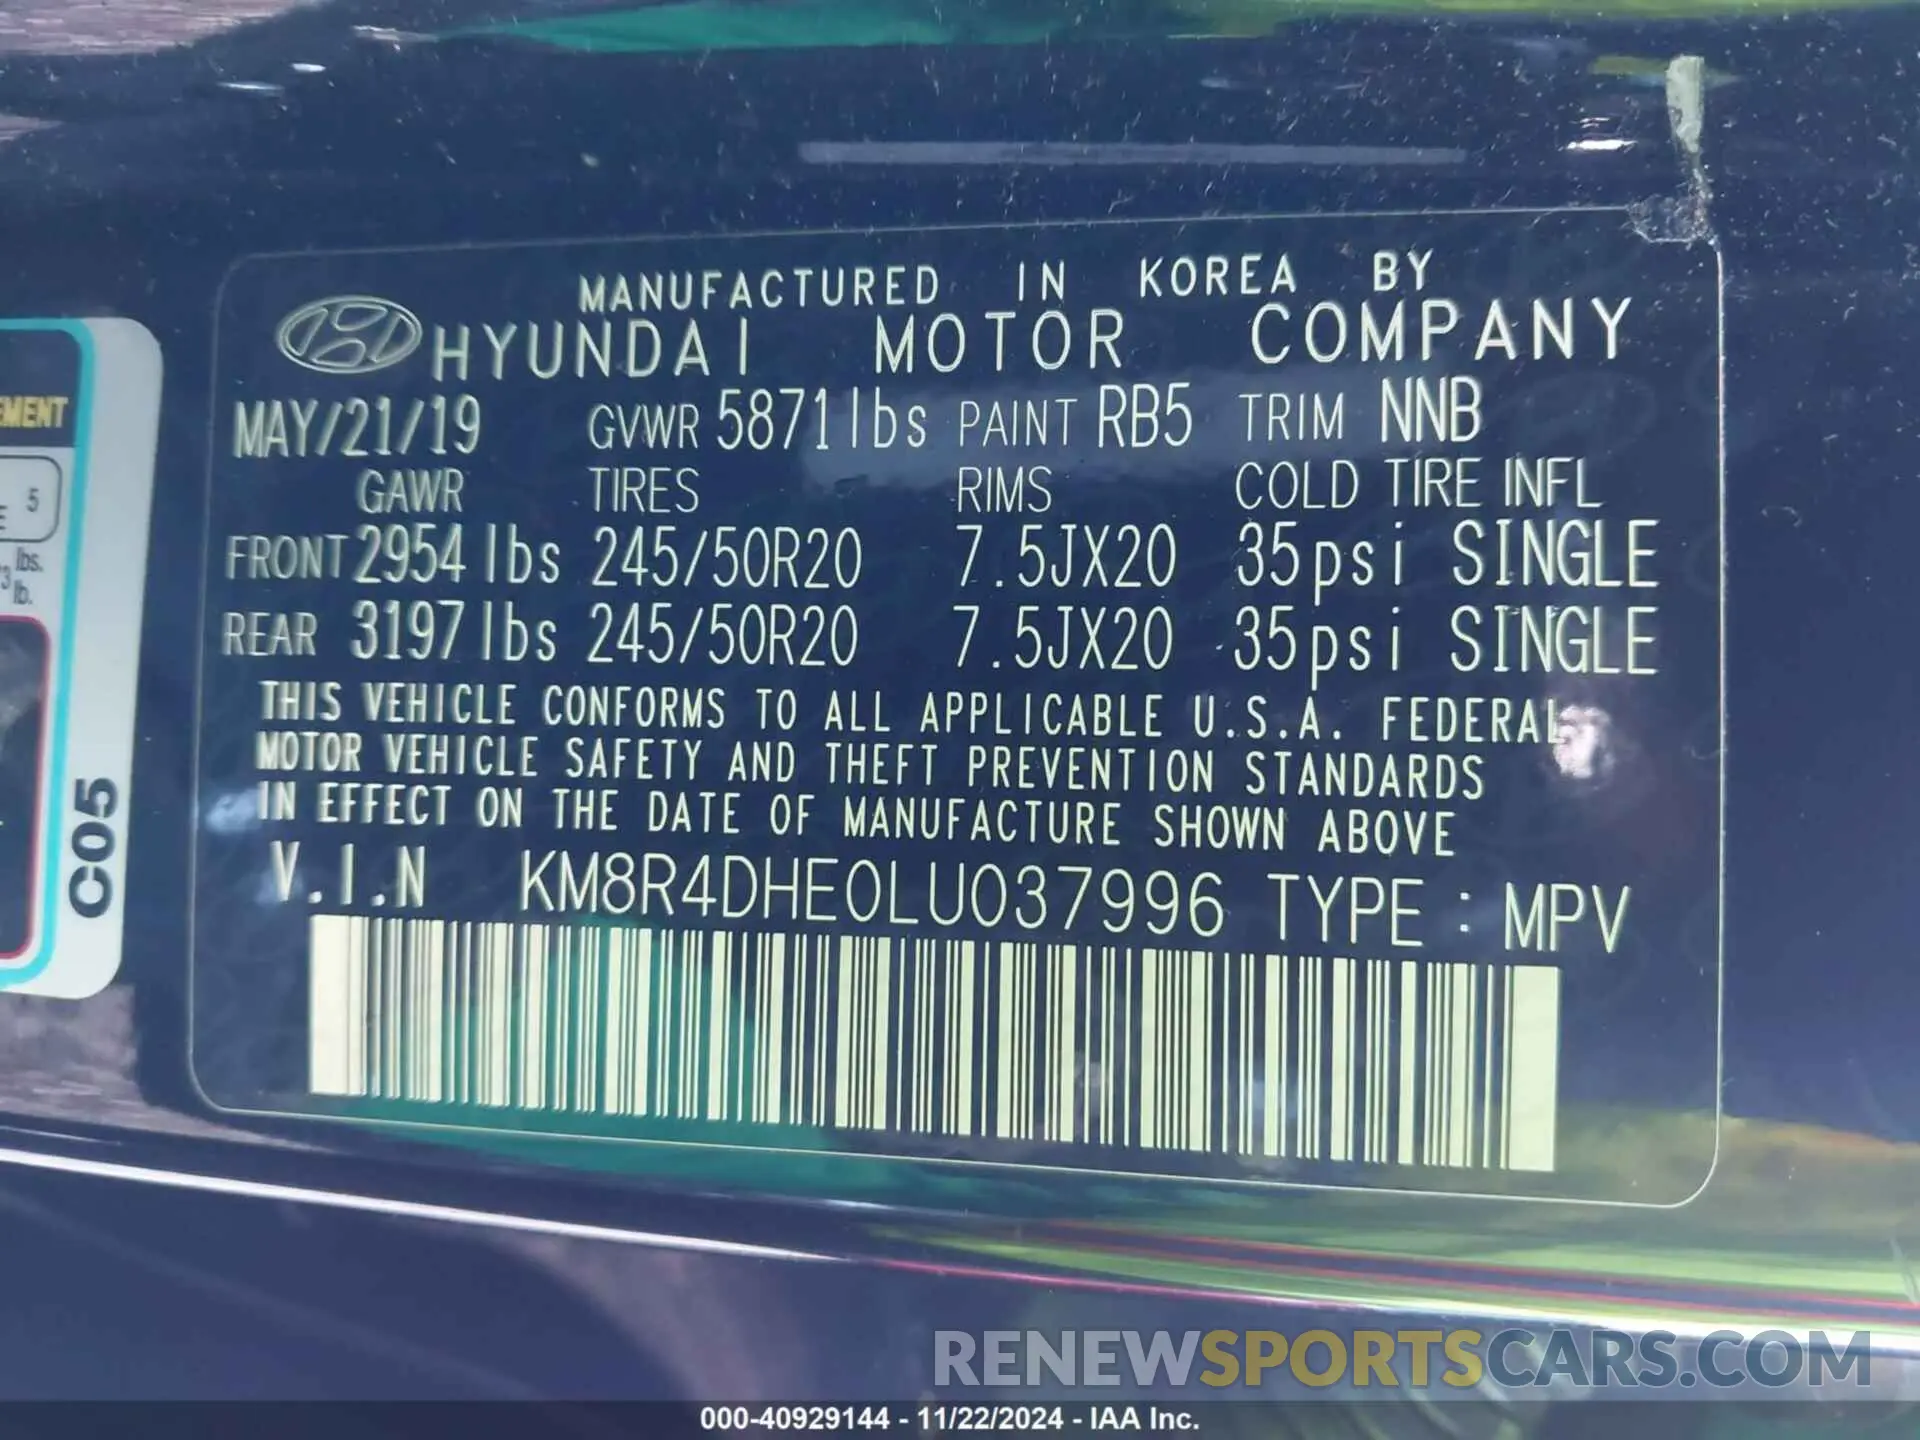 MANUFACTURED IN KOREA BY
HYUNDAI MOTOR COMPANY
MAY/21/19 GVWR 5871lbs PAINT RB5 TRIM NNB
GAWR TIRES RIMS COLD TIRE INFL
FRONT 2954 lbs 245/50R20 7.5JX20 35psi SINGLE
REAR 3197 lbs 245/50R20 7.5JX20 35psi SINGLE
THIS VEHICLE CONFORMS TO ALL APPLICABLE U.S.A. FEDERAL
MOTOR VEHICLE SAFETY AND THEFT PREVENTION STANDARDS
IN EFFECT ON THE DATE OF MANUFACTURE SHOWN ABOVE
V.I.N KM8R4DHE0LU037996 TYPE : MPV
5
lbs.
lb.
C05
RENEWSPORTSCARS.COM
000-40929144 - 11/22/2024 - IAA Inc.